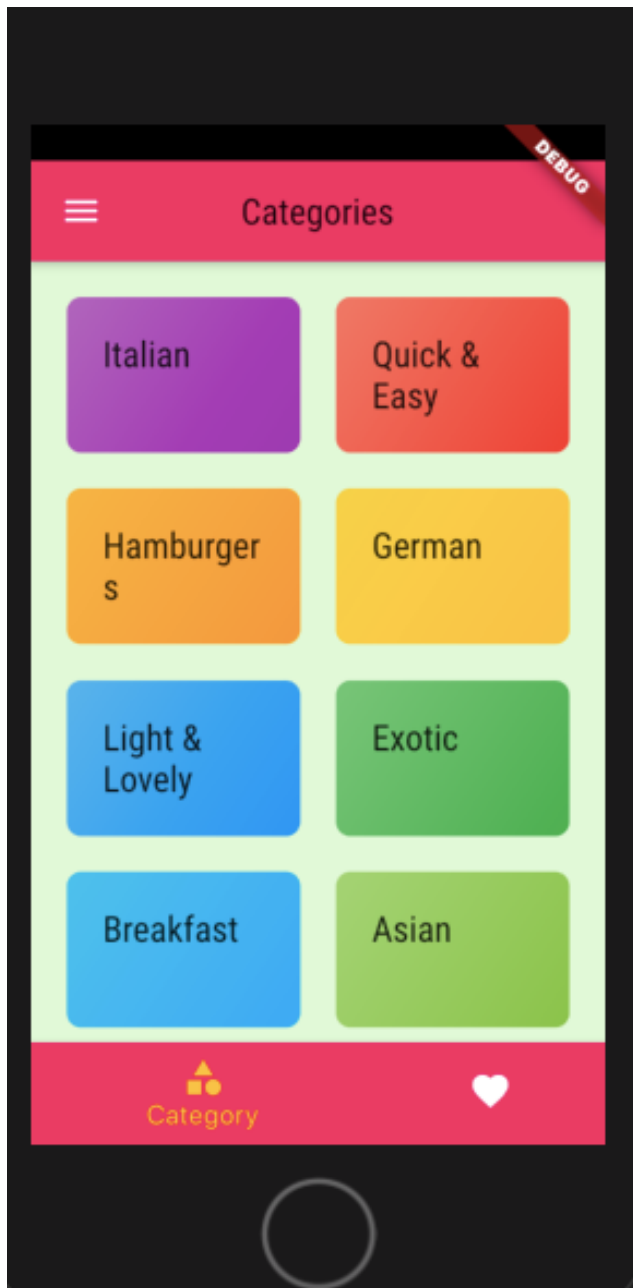 DEBUG
Categories
Italian
Quick &
Easy
Hamburger
s
German
Light &
Lovely
Exotic
Breakfast
Asian
Category